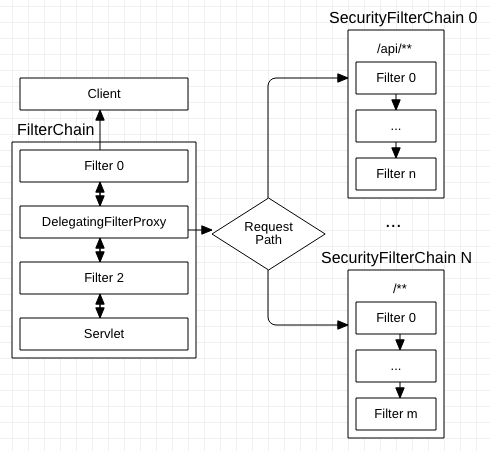 Client
FilterChain
Filter 0
DelegatingFilterProxy
Filter 2
Servlet
Request
Path
SecurityFilterChain 0
/api/**
Filter 0
...
Filter n
...
SecurityFilterChain N
/**
Filter 0
...
Filter m